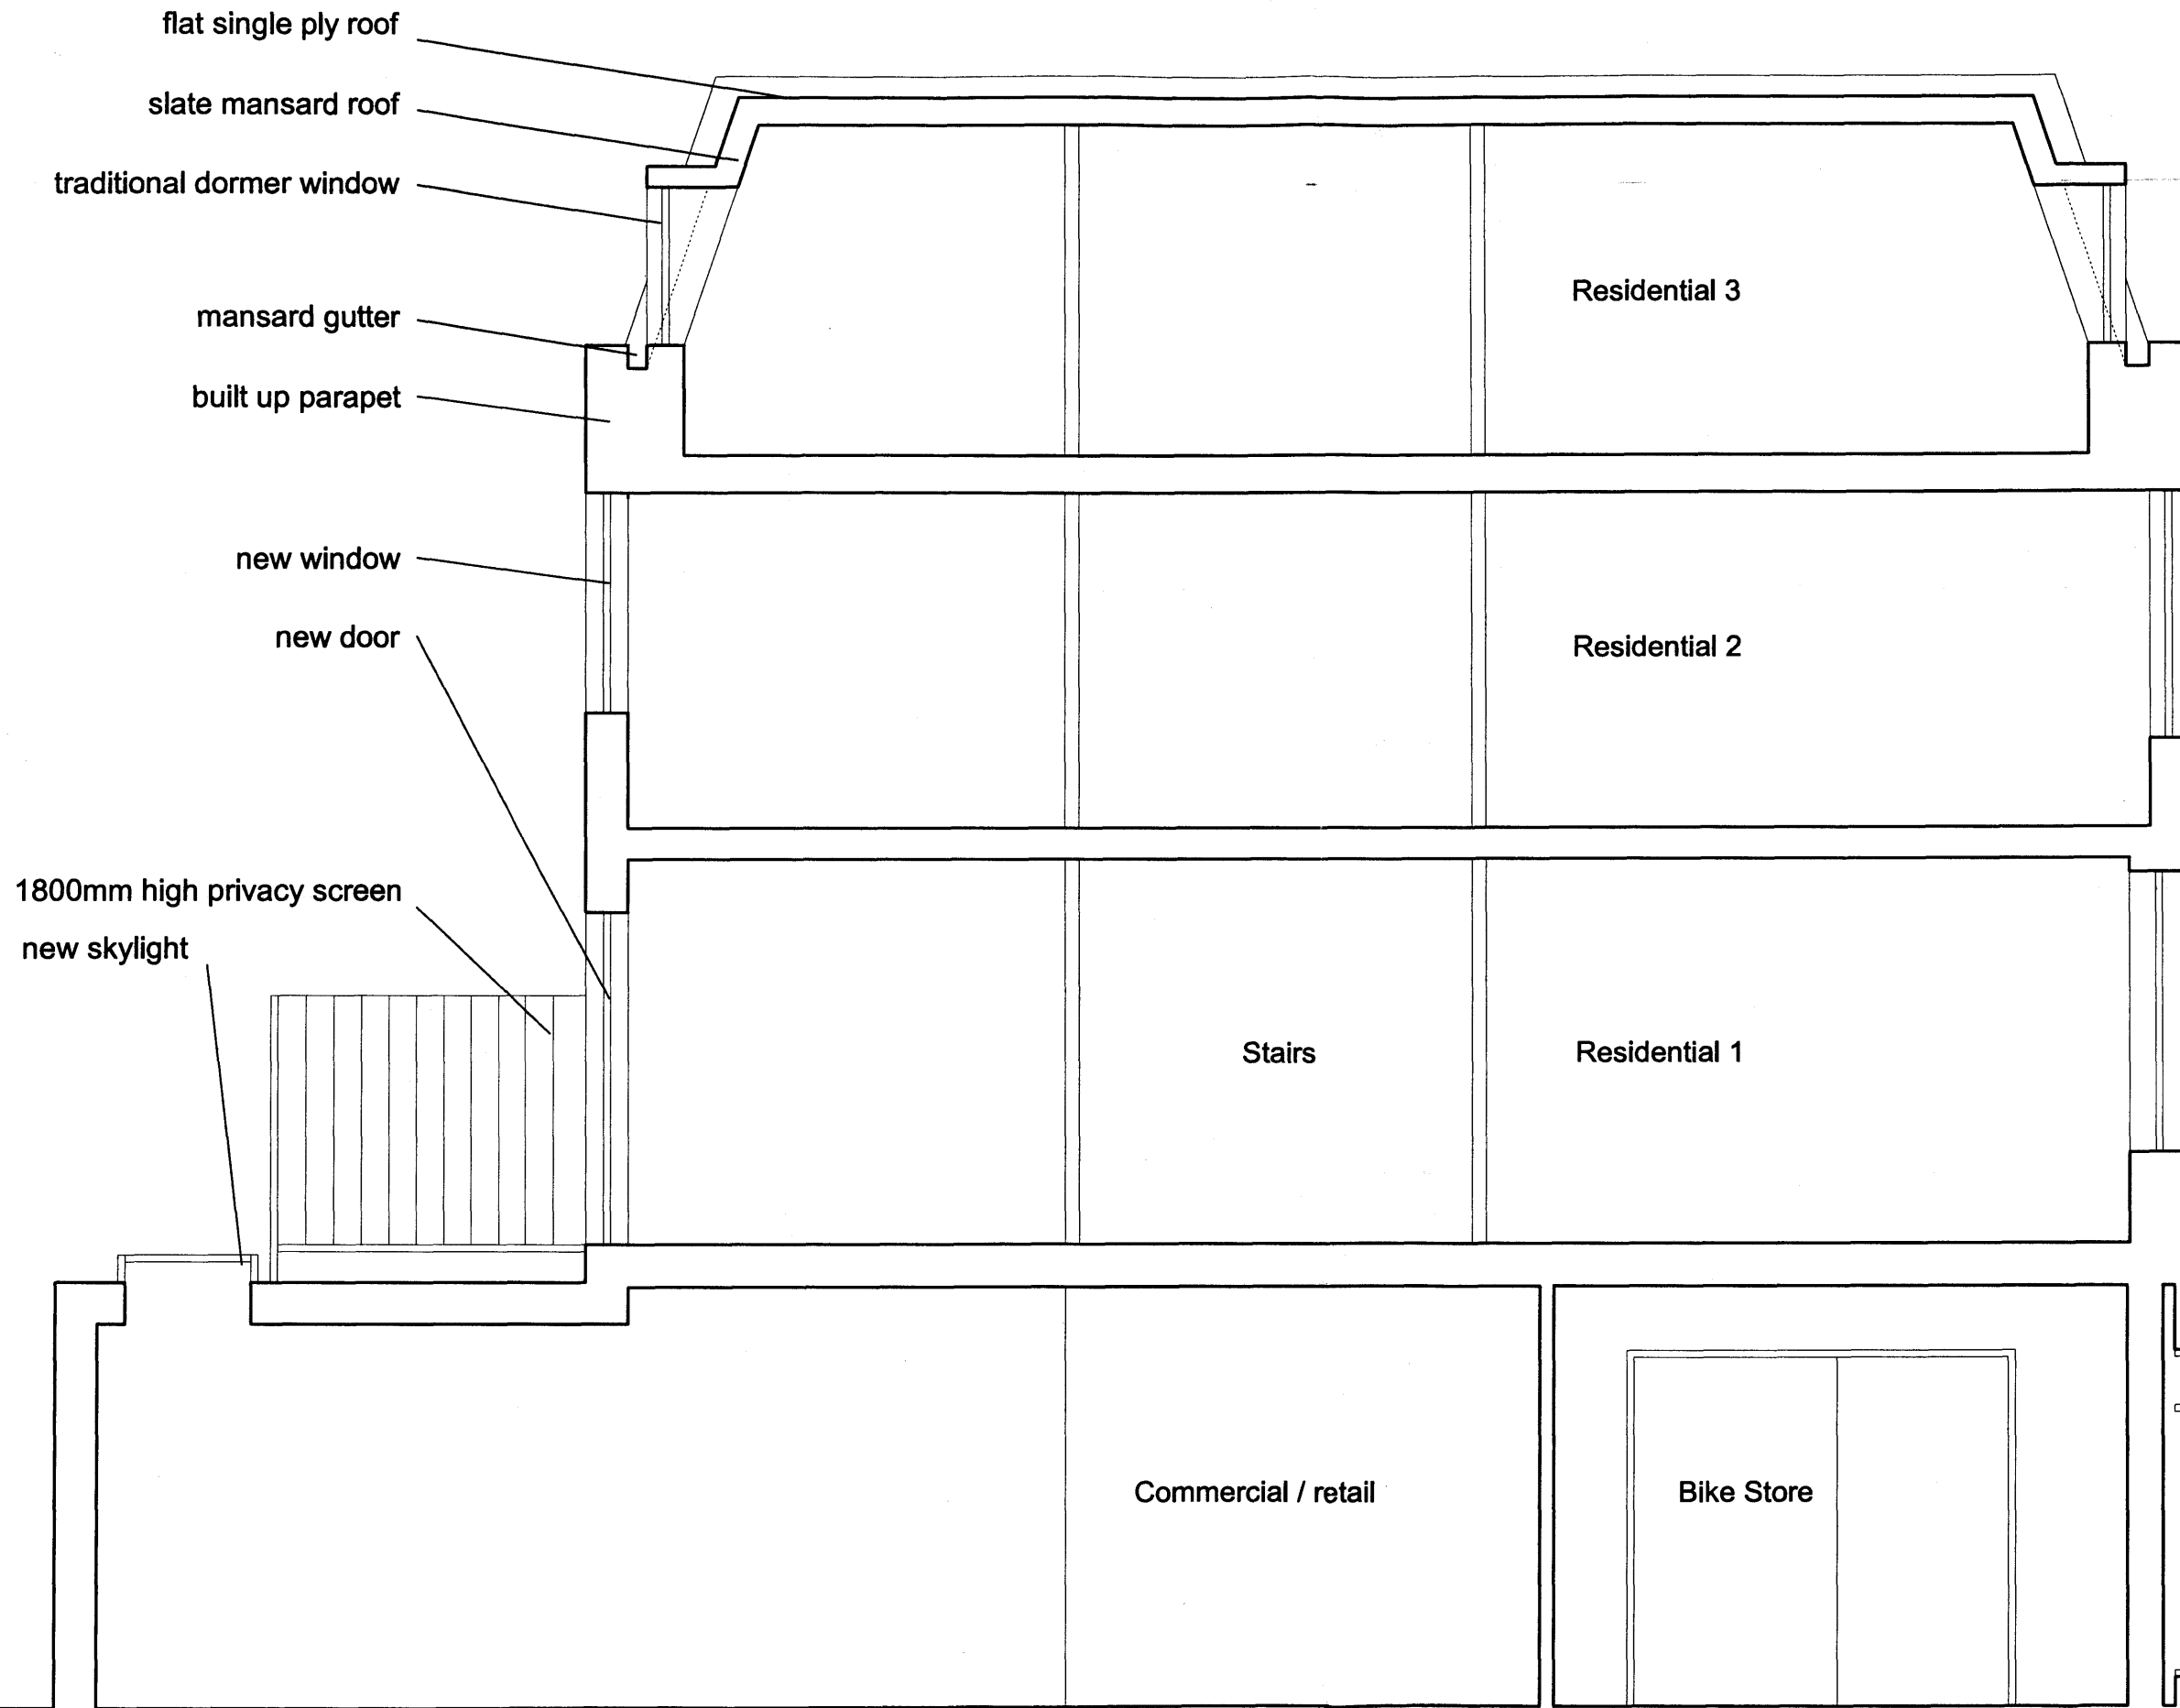 flat single ply roof
slate mansard roof
traditional dormer window
mansard gutter
built up parapet
new window
new door
1800mm high privacy screen
new skylight
Residential 3
Residential 2
Stairs
Residential 1
Commercial / retail
Bike Store